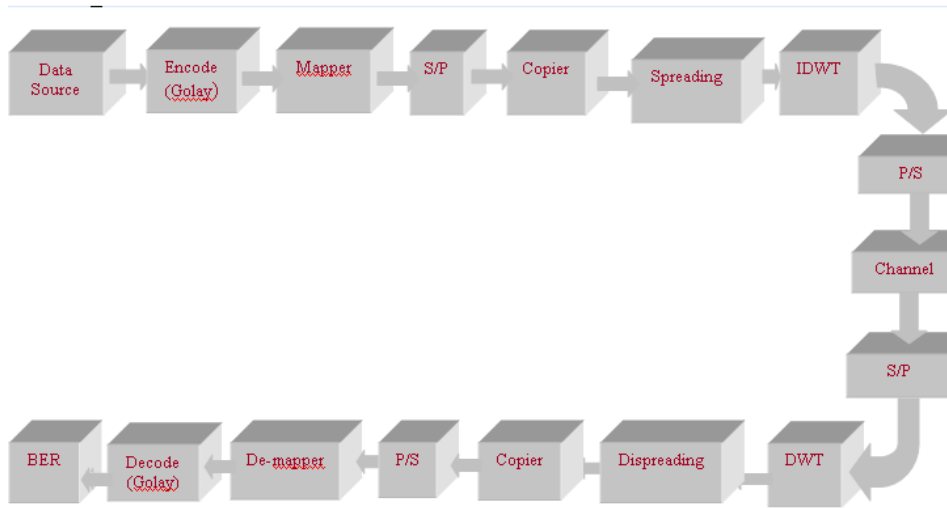 Data
Source
Encode
(Golay)
Mapper
S/P
Copier
Spreading
IDWT
P/S
Channel
S/P
DWT
Dispreading
Copier
P/S
De-mapper
Decode
(Golay)
BER